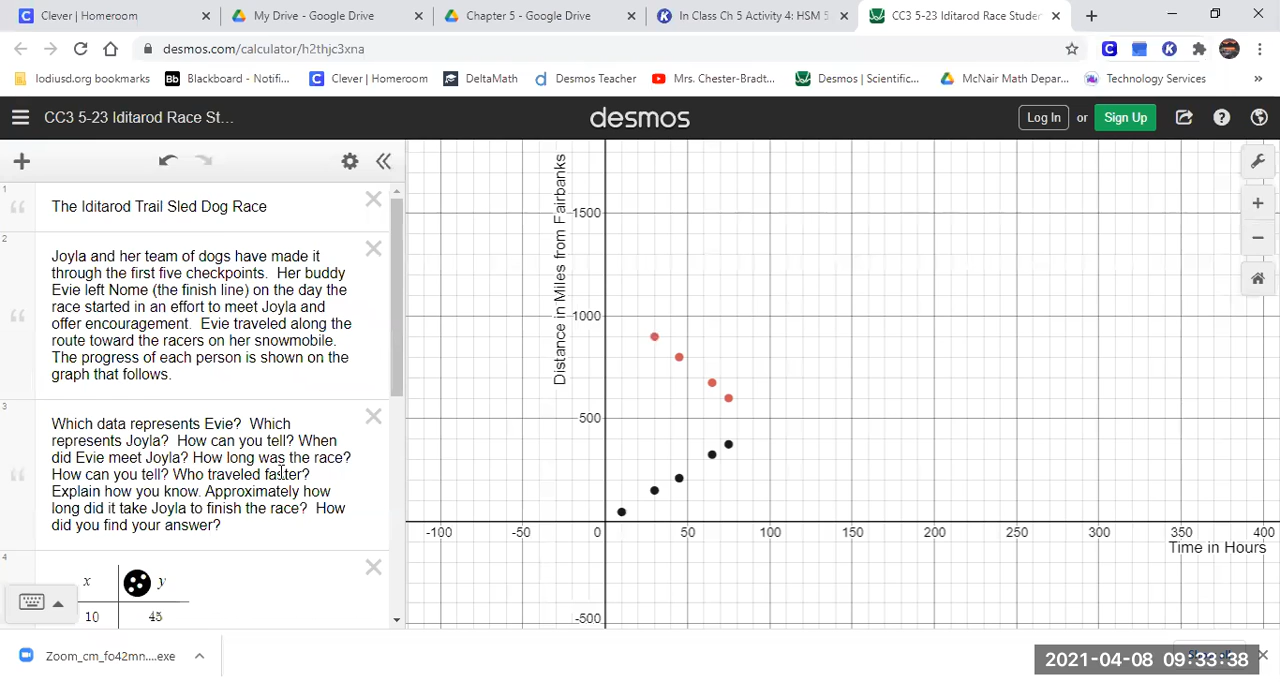 Clever | Homeroom
My Drive - Google Drive
Chapter 5 - Google Drive
In Class Ch 5 Activity 4: HSM 5
CC3 5-23 Iditarod Race Studen
desmos.com/calculator/h2thjc3xna
lodiusd.org bookmarks
Bb Blackboard - Notifi...
Clever | Homeroom
DeltaMath
Desmos Teacher
Mrs. Chester-Bradt...
Desmos | Scientific...
McNair Math Depar...
Technology Services
CC3 5-23 Iditarod Race St...
desmos
Log In or Sign Up
1
The Iditarod Trail Sled Dog Race
2
Joyla and her team of dogs have made it
through the first five checkpoints. Her buddy
Evie left Nome (the finish line) on the day the
race started in an effort to meet Joyla and
offer encouragement. Evie traveled along the
route toward the racers on her snowmobile.
The progress of each person is shown on the
graph that follows.
3
Which data represents Evie? Which
represents Joyla? How can you tell? When
did Evie meet Joyla? How long was the race?
How can you tell? Who traveled faster?
Explain how you know. Approximately how
long did it take Joyla to finish the race? How
did you find your answer?
4
x y
10 45
Distance in Miles from Fairbanks
1500
1000
500
-500
-100 -50 0 50 100 150 200 250 300 350 400
Time in Hours
Zoom_cm_fo42mn....exe
2021-04-08 09:33:38